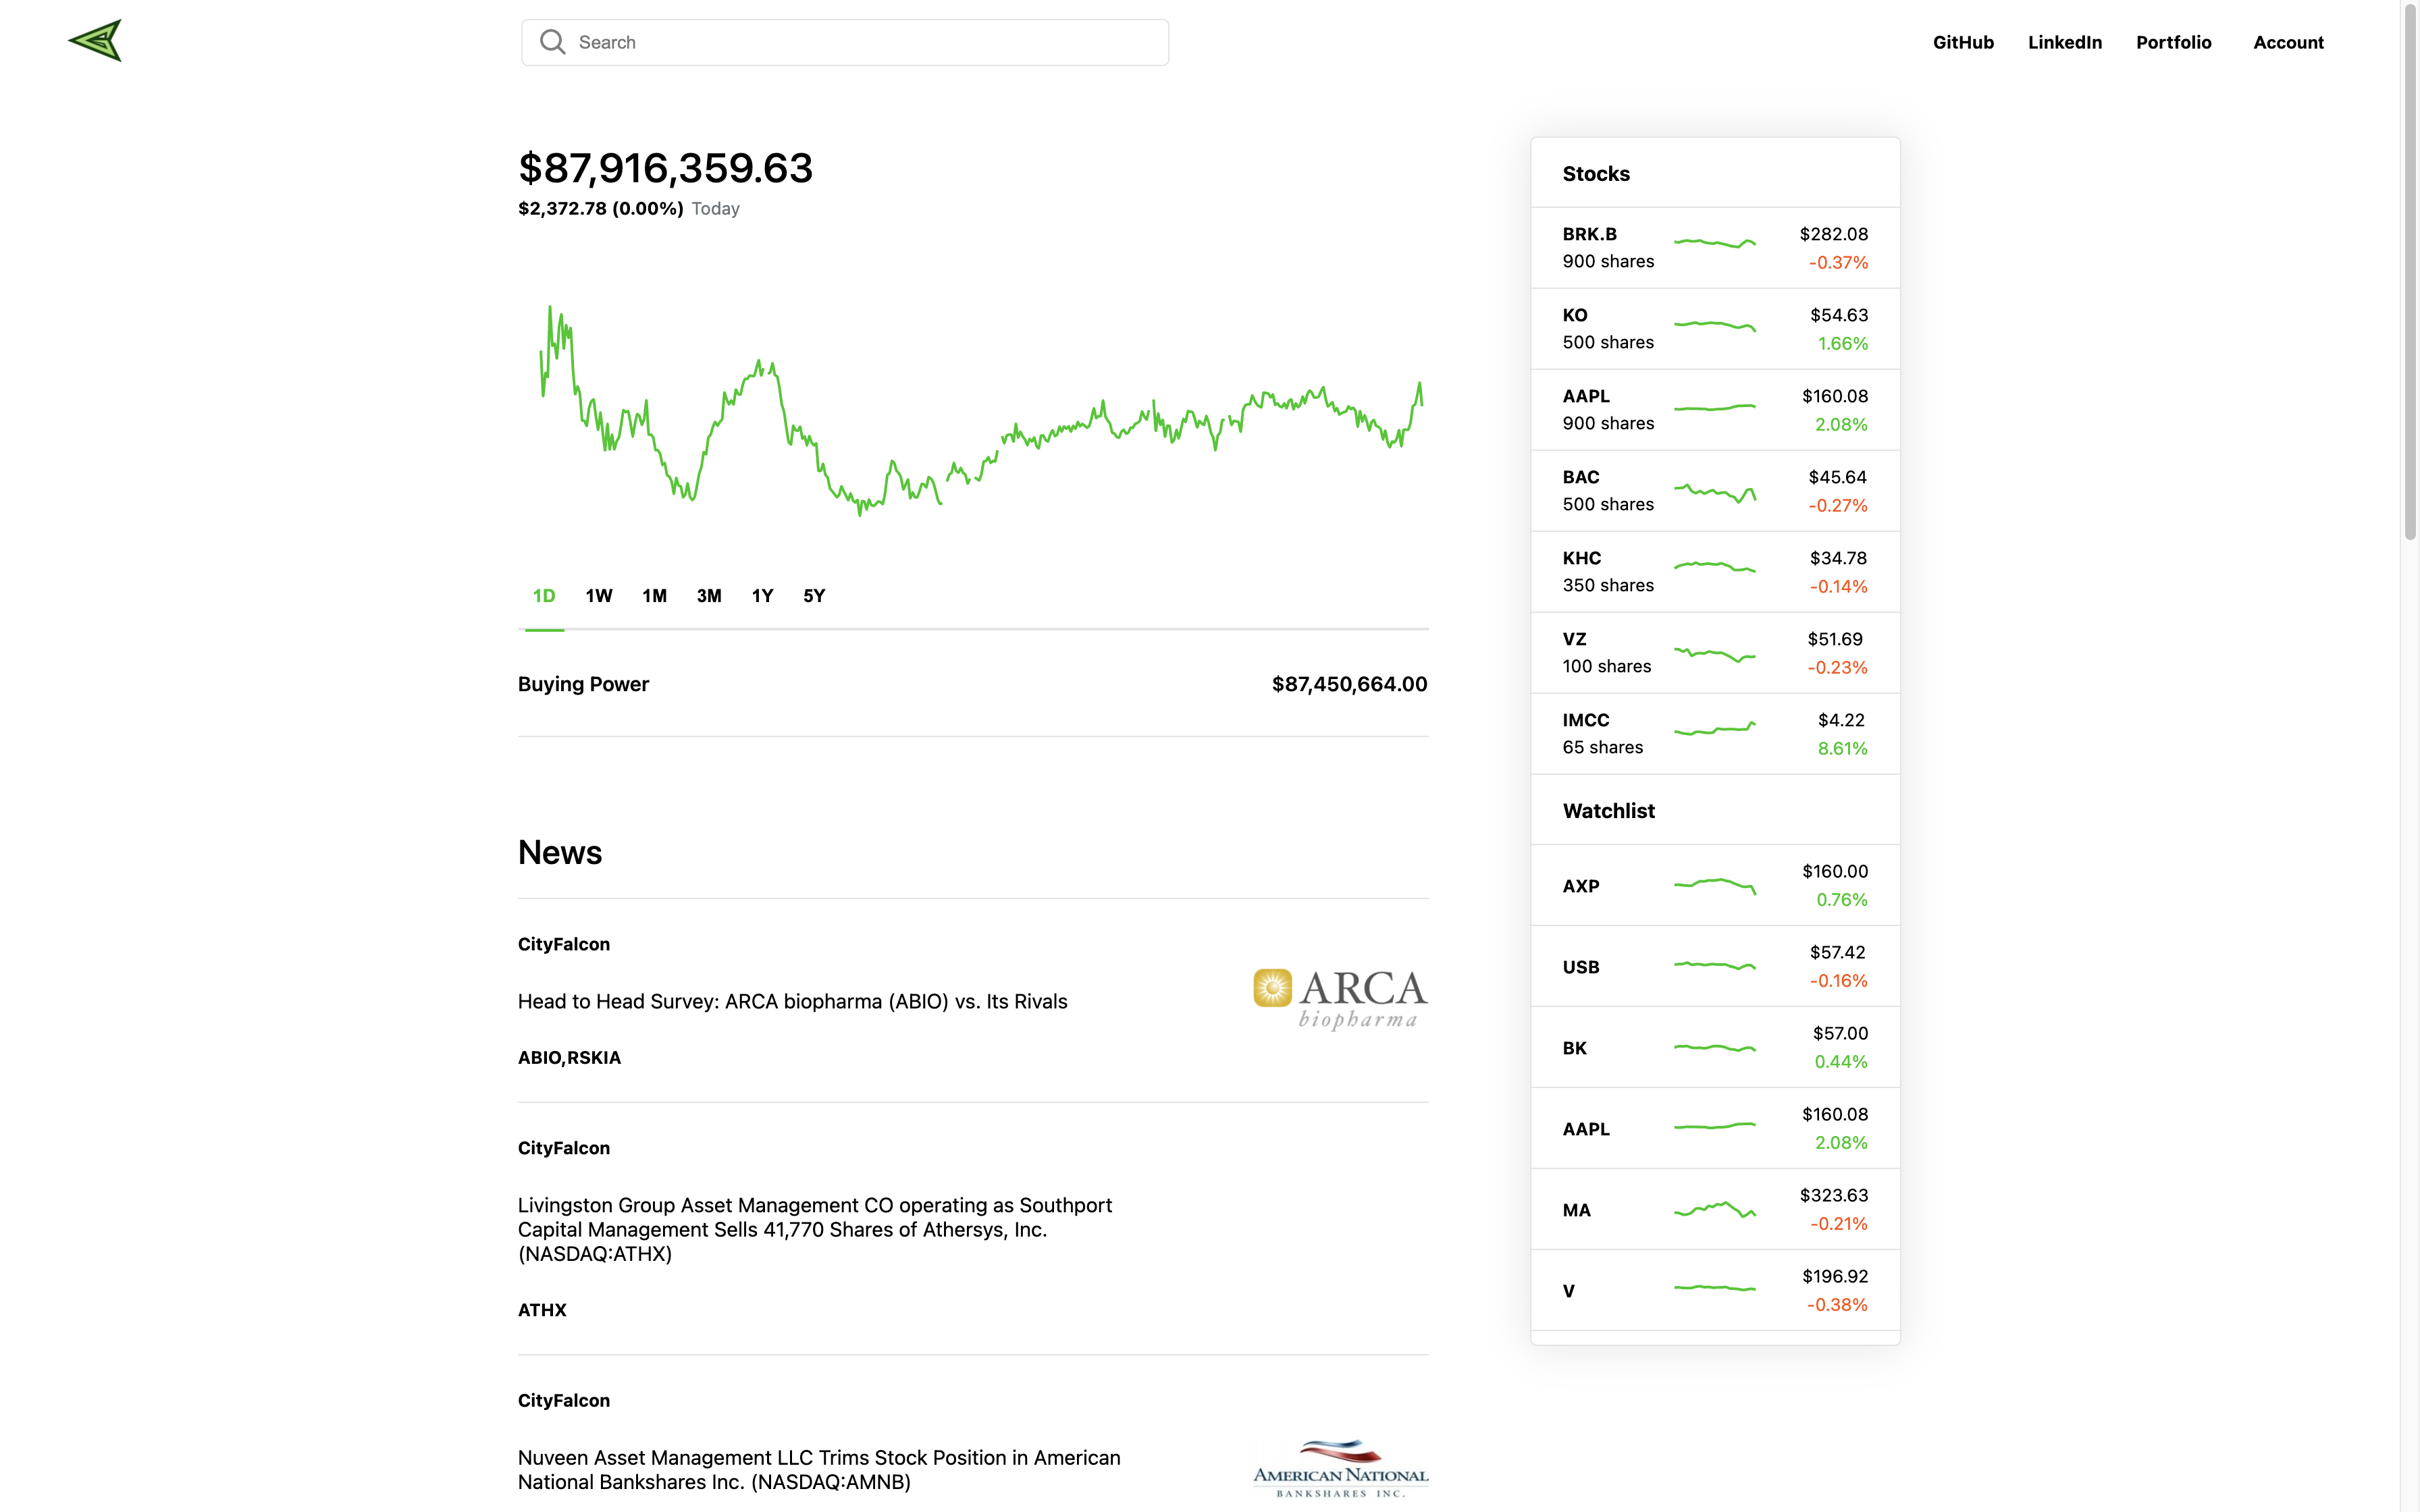 Search
GitHub LinkedIn Portfolio Account
$87,916,359.63
$2,372.78 (0.00%) Today
1D 1W 1M 3M 1Y 5Y
Buying Power $87,450,664.00
News
CityFalcon
Head to Head Survey: ARCA biopharma (ABIO) vs. Its Rivals
ABIO,RSKIA
ARCA
biopharma
CityFalcon
Livingston Group Asset Management CO operating as Southport
Capital Management Sells 41,770 Shares of Athersys, Inc.
(NASDAQ:ATHX)
ATHX
CityFalcon
Nuveen Asset Management LLC Trims Stock Position in American
National Bankshares Inc. (NASDAQ:AMNB)
AMERICAN NATIONAL
BANKSHARES INC.
Stocks
BRK.B $282.08
900 shares -0.37%
KO $54.63
500 shares 1.66%
AAPL $160.08
900 shares 2.08%
BAC $45.64
500 shares -0.27%
KHC $34.78
350 shares -0.14%
VZ $51.69
100 shares -0.23%
IMCC $4.22
65 shares 8.61%
Watchlist
AXP $160.00
0.76%
USB $57.42
-0.16%
BK $57.00
0.44%
AAPL $160.08
2.08%
MA $323.63
-0.21%
V $196.92
-0.38%